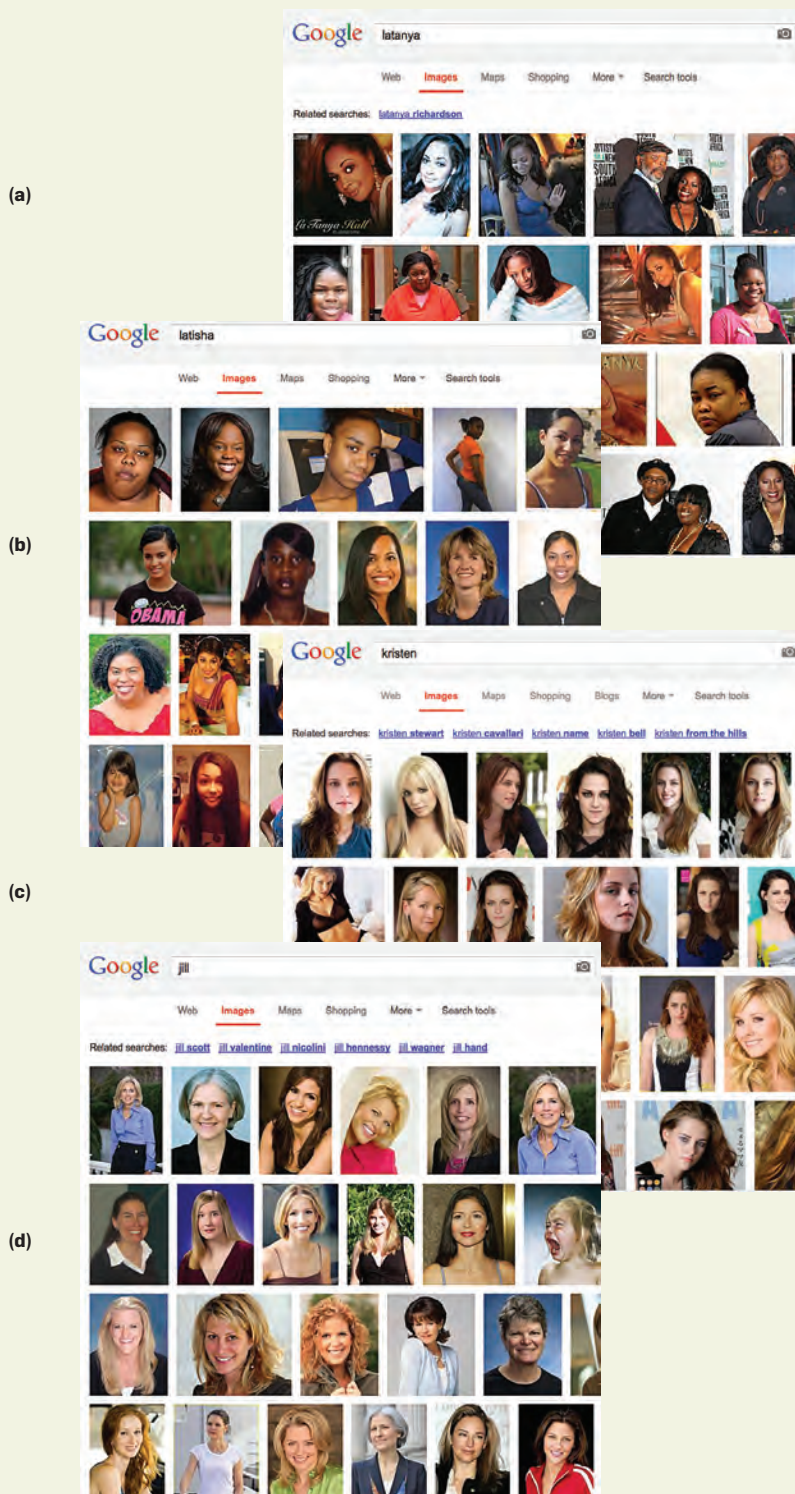 (a)
Google latanya
Web Images Maps Shopping More Search tools
Related searches: latanya richardson
La Tanya Hall
(b)
Google latisha
Web Images Maps Shopping More Search tools
OBAMA
(c)
Google kristen
Web Images Maps Shopping Blogs More Search tools
Related searches: kristen stewart kristen cavallari kristen name kristen bell kristen from the hills
(d)
Google jill
Web Images Maps Shopping More Search tools
Related searches: jill scott jill valentine jill nicolini jill hennessy jill wagner jill hand